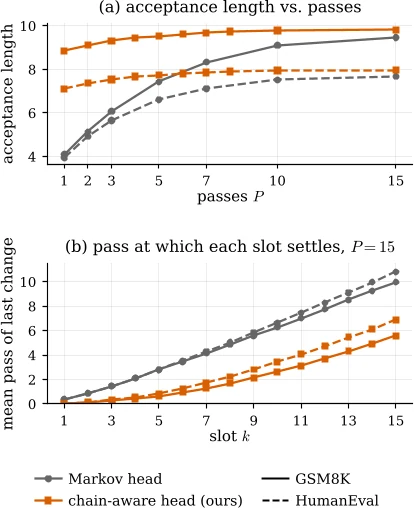 (a) acceptance length vs. passes
acceptance length
10
8
6
4
1 2 3 5 7 10 15
passes P
(b) pass at which each slot settles, P = 15
mean pass of last change
10
8
6
4
2
0
1 3 5 7 9 11 13 15
slot k
Markov head
GSM8K
chain-aware head (ours)
HumanEval